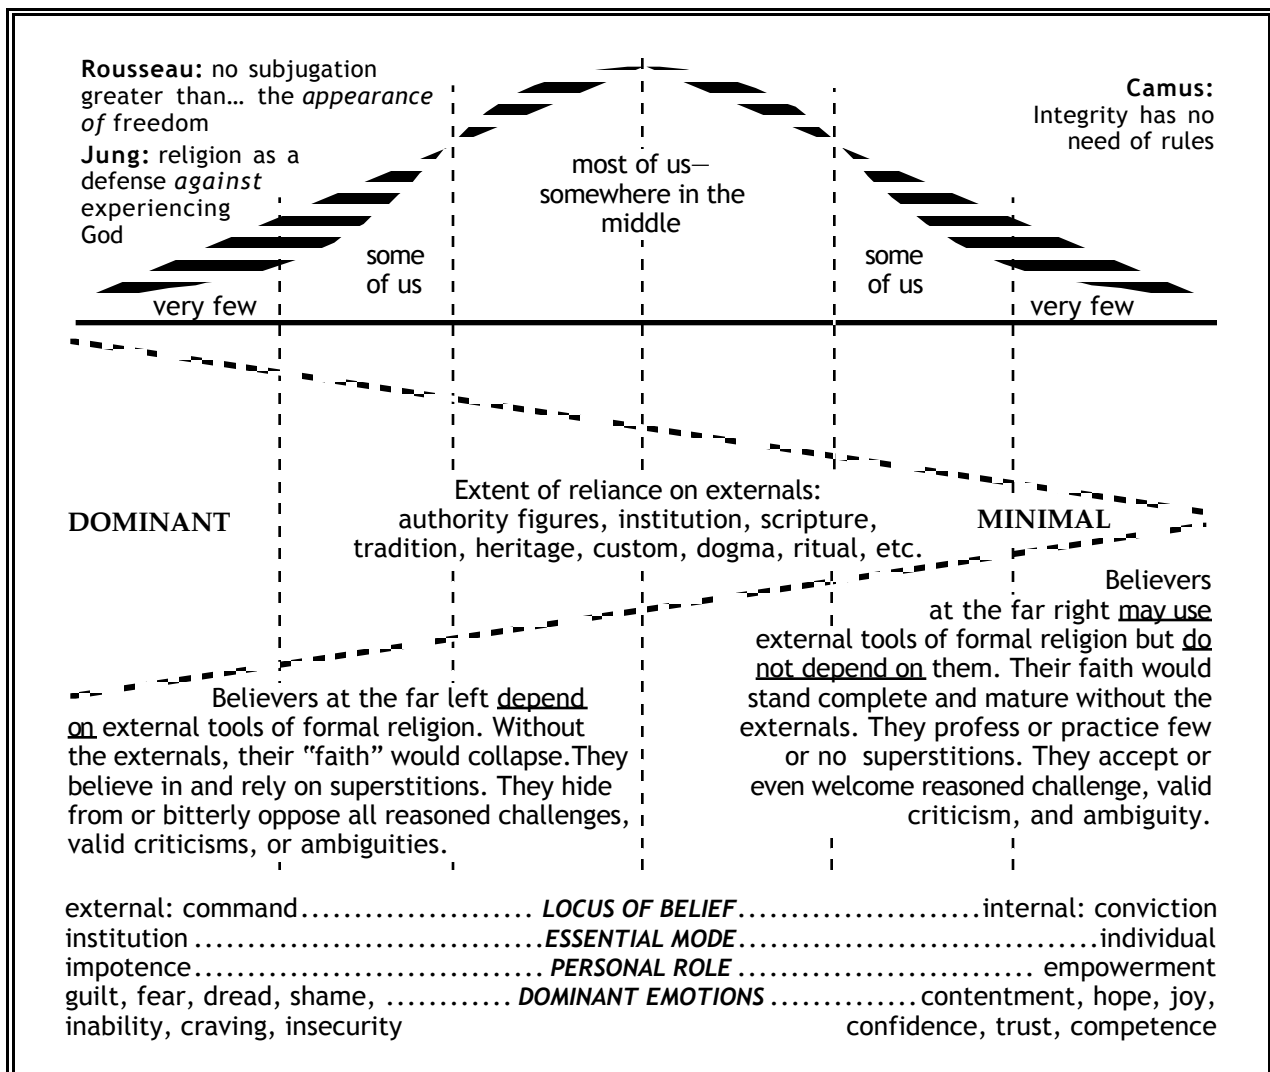 Rousseau: no subjugation
greater than… the appearance
of freedom
Jung: religion as a
defense against
experiencing
God
Camus:
Integrity has no
need of rules
most of us—
somewhere in the
middle
some
of us
some
of us
very few
very few
DOMINANT
Extent of reliance on externals:
authority figures, institution, scripture,
tradition, heritage, custom, dogma, ritual, etc.
MINIMAL
Believers
at the far right may use
external tools of formal religion but do
not depend on them. Their faith would
stand complete and mature without the
externals. They profess or practice few
or no superstitions. They accept or
even welcome reasoned challenge, valid
criticism, and ambiguity.
Believers at the far left depend
on external tools of formal religion. Without
the externals, their “faith” would collapse.They
believe in and rely on superstitions. They hide
from or bitterly oppose all reasoned challenges,
valid criticisms, or ambiguities.
external: command...................... LOCUS OF BELIEF.......................internal: conviction
institution .................................ESSENTIAL MODE..................................individual
impotence................................. PERSONAL ROLE ............................. empowerment
guilt, fear, dread, shame, ............ DOMINANT EMOTIONS ..............contentment, hope, joy,
inability, craving, insecurity confidence, trust, competence